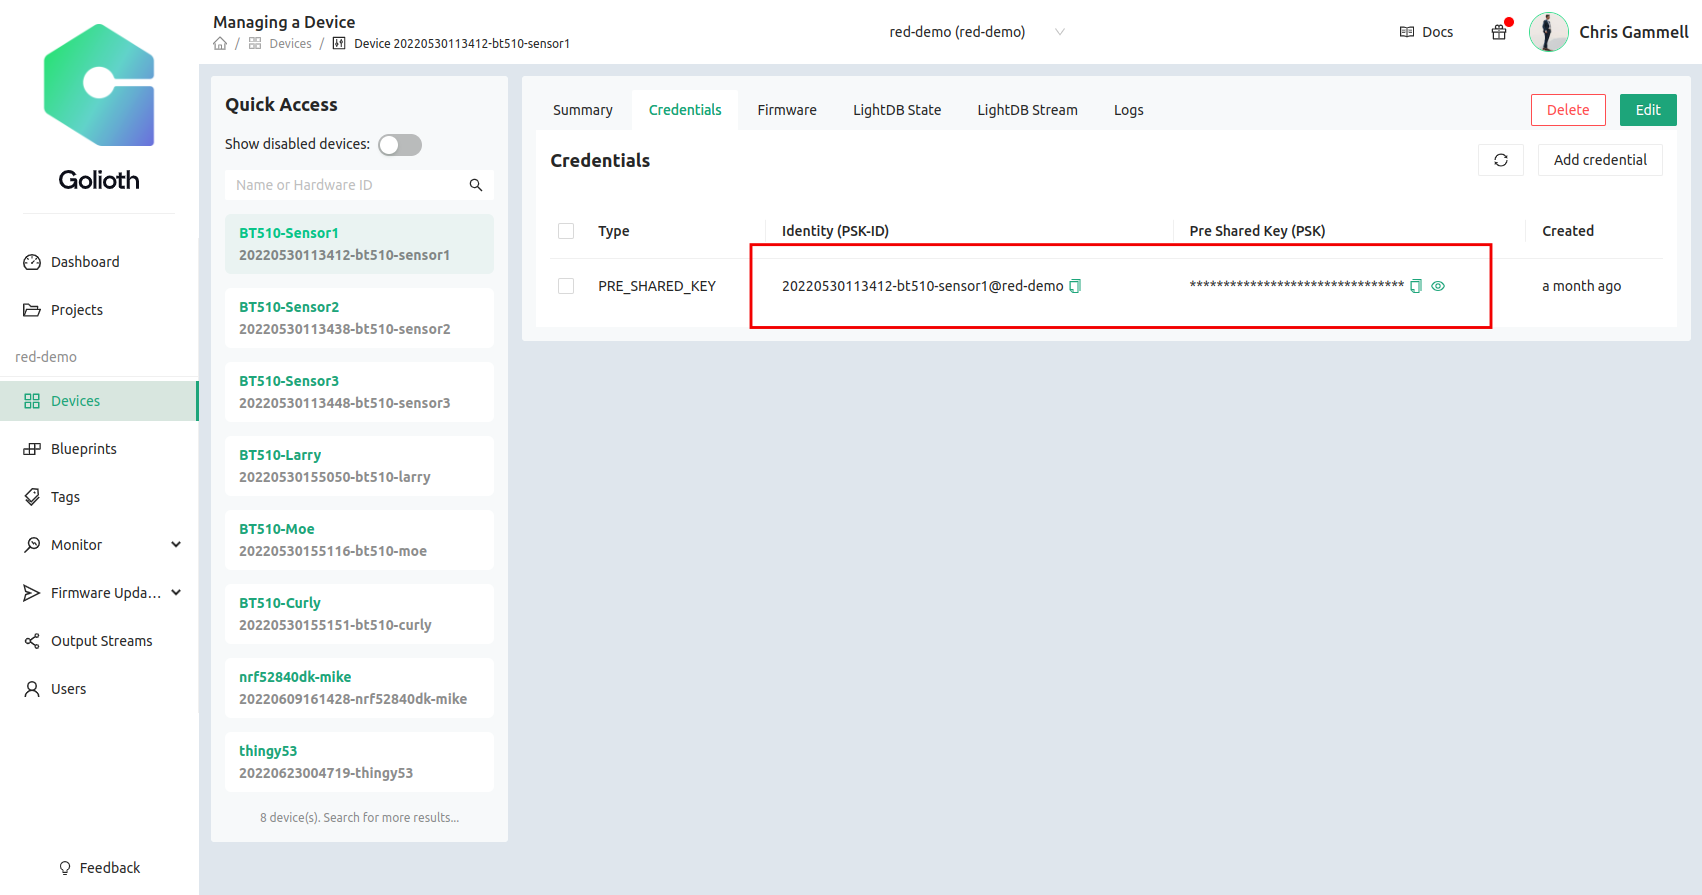 Golioth
Dashboard
Projects
red-demo
Devices
Blueprints
Tags
Monitor
Firmware Upda...
Output Streams
Users
Feedback
Managing a Device
/ Devices / Device 20220530113412-bt510-sensor1
red-demo (red-demo)
Docs
Chris Gammell
Quick Access
Show disabled devices:
Name or Hardware ID
BT510-Sensor1
20220530113412-bt510-sensor1
BT510-Sensor2
20220530113438-bt510-sensor2
BT510-Sensor3
20220530113448-bt510-sensor3
BT510-Larry
20220530155050-bt510-larry
BT510-Moe
20220530155116-bt510-moe
BT510-Curly
20220530155151-bt510-curly
nrf52840dk-mike
20220609161428-nrf52840dk-mike
thingy53
20220623004719-thingy53
8 device(s). Search for more results...
Summary Credentials Firmware LightDB State LightDB Stream Logs
Delete Edit
Credentials
Add credential
Type Identity (PSK-ID) Pre Shared Key (PSK) Created
PRE_SHARED_KEY 20220530113412-bt510-sensor1@red-demo ******************************** a month ago